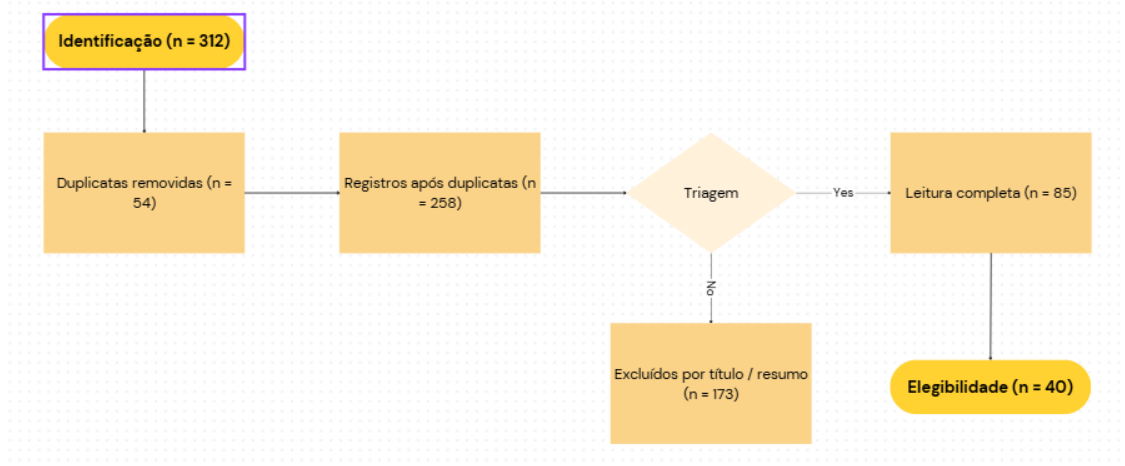 Identificação (n = 312)
Duplicatas removidas (n =
54)
Registros após duplicatas (n
= 258)
Triagem
Yes
Leitura completa (n = 85)
No
Excluídos por título / resumo
(n = 173)
Elegibilidade (n = 40)